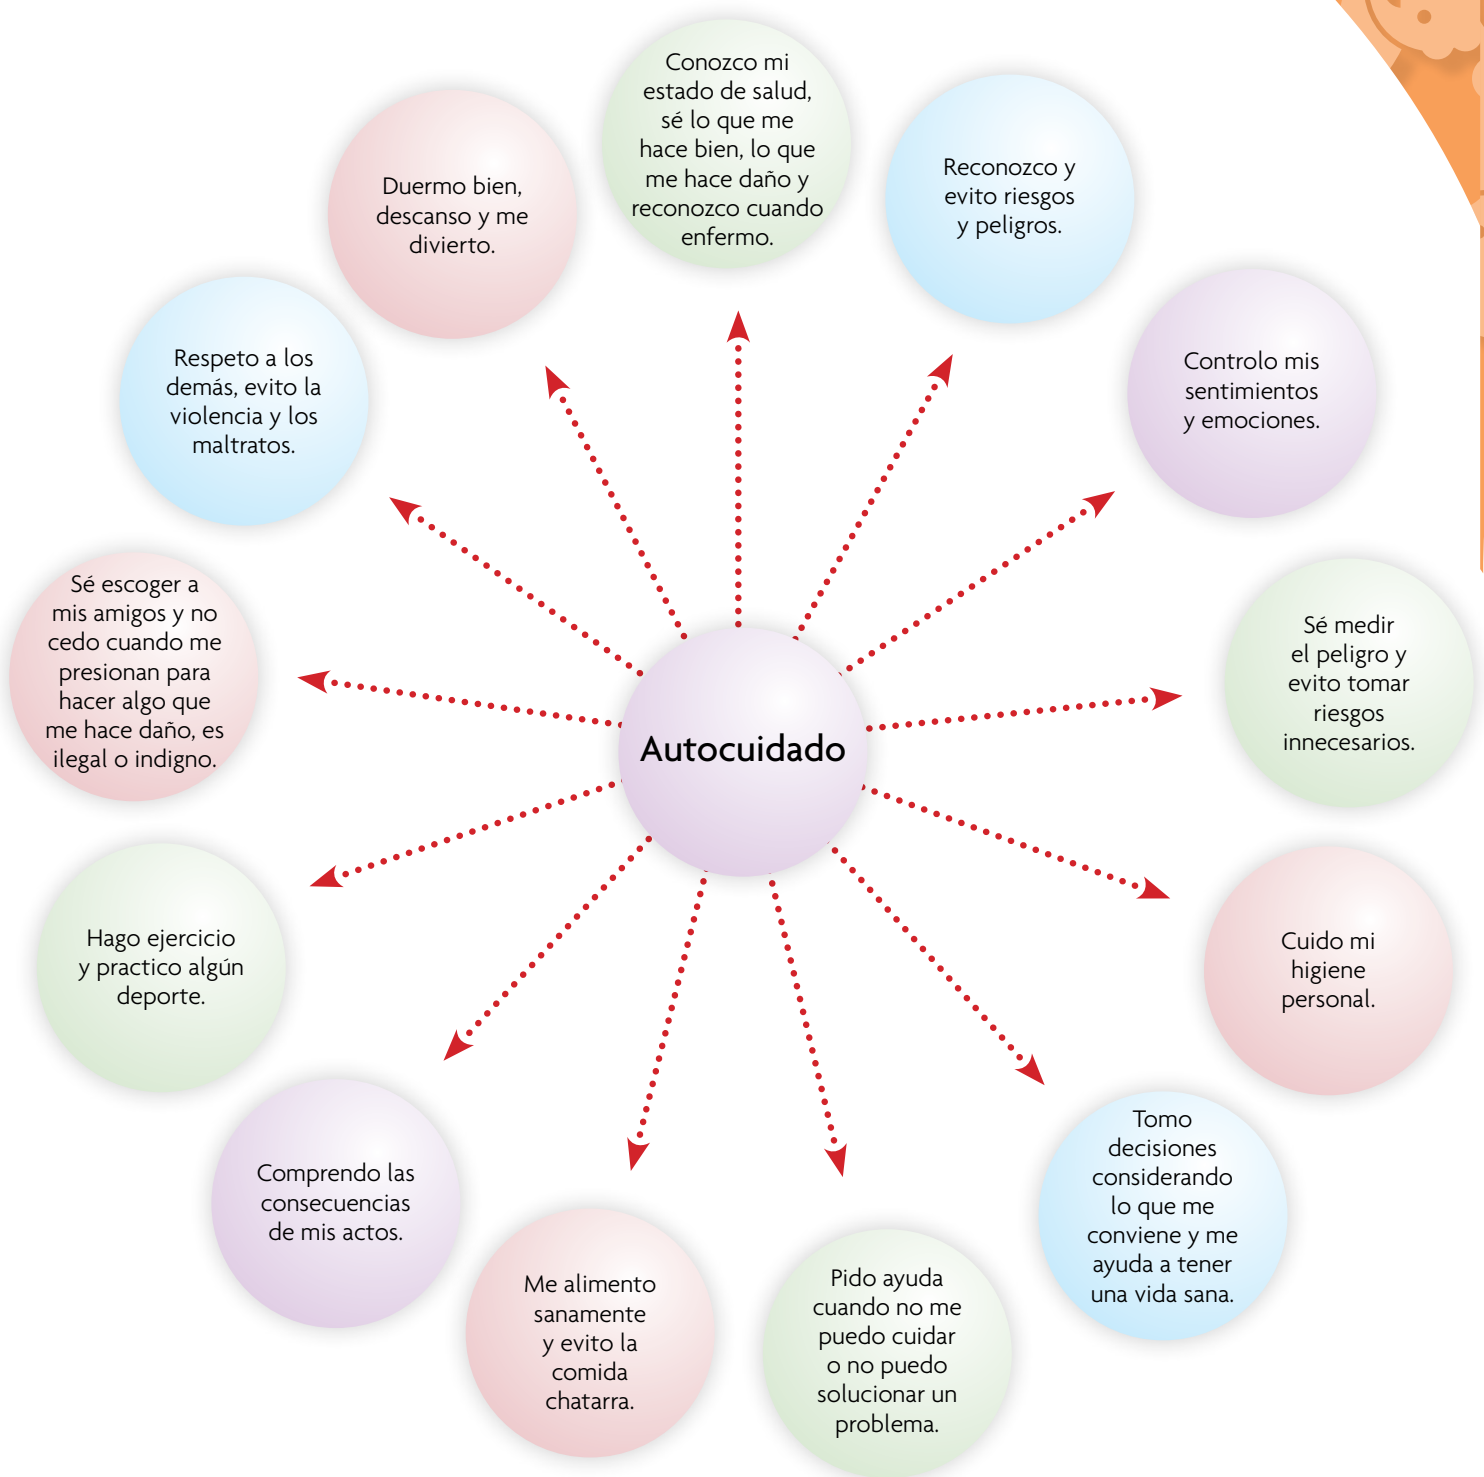 Conozco mi
estado de salud,
sé lo que me
hace bien, lo que
me hace daño y
reconozco cuando
enfermo.
Reconozco y
evito riesgos
y peligros.
Controlo mis
sentimientos
y emociones.
Sé medir
el peligro y
evito tomar
riesgos
innecesarios.
Cuido mi
higiene
personal.
Tomo
decisiones
considerando
lo que me
conviene y me
ayuda a tener
una vida sana.
Pido ayuda
cuando no me
puedo cuidar
o no puedo
solucionar un
problema.
Me alimento
sanamente
y evito la
comida
chatarra.
Comprendo las
consecuencias
de mis actos.
Hago ejercicio
y practico algún
deporte.
Sé escoger a
mis amigos y no
cedo cuando me
presionan para
hacer algo que
me hace daño, es
ilegal o indigno.
Respeto a los
demás, evito la
violencia y los
maltratos.
Duermo bien,
descanso y me
divierto.
Autocuidado